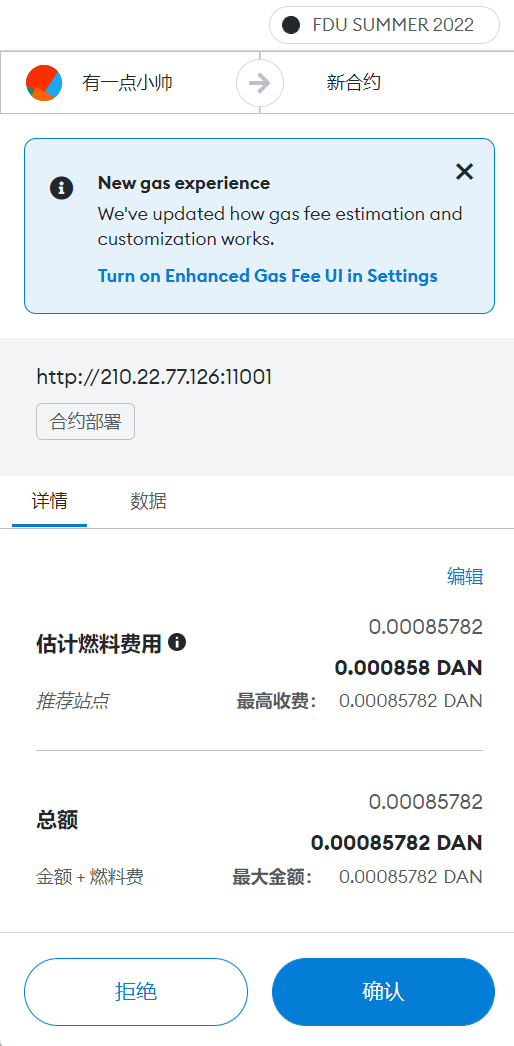 FDU SUMMER 2022
有一点小帅
新合约
New gas experience
We've updated how gas fee estimation and
customization works.
Turn on Enhanced Gas Fee UI in Settings
http://210.22.77.126:11001
合约部署
详情 数据
编辑
0.00085782
估计燃料费用
0.000858 DAN
推荐站点 最高收费： 0.00085782 DAN
0.00085782
总额
0.00085782 DAN
金额 + 燃料费 最大金额： 0.00085782 DAN
拒绝 确认